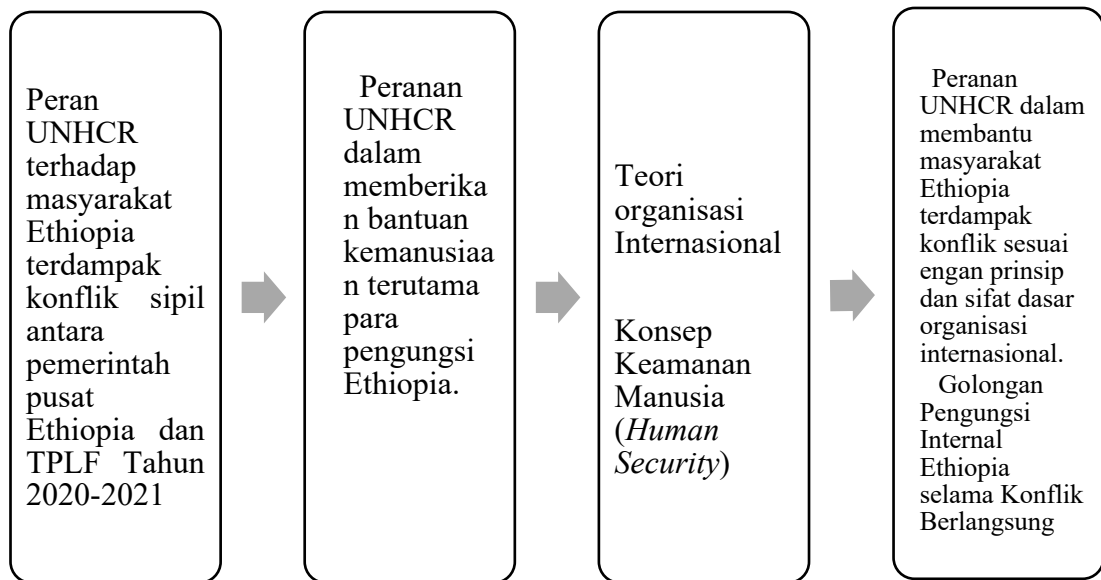 Peran
UNHCR
terhadap
masyarakat
Ethiopia
terdampak
konflik sipil
antara
pemerintah
pusat
Ethiopia dan
TPLF Tahun
2020-2021
Peranan
UNHCR
dalam
memberika
n bantuan
kemanusiaa
n terutama
para
pengungsi
Ethiopia.
Teori
organisasi
Internasional
Konsep
Keamanan
Manusia
(Human
Security)
Peranan
UNHCR dalam
membantu
masyarakat
Ethiopia
terdampak
konflik sesuai
engan prinsip
dan sifat dasar
organisasi
internasional.
Golongan
Pengungsi
Internal
Ethiopia
selama Konflik
Berlangsung